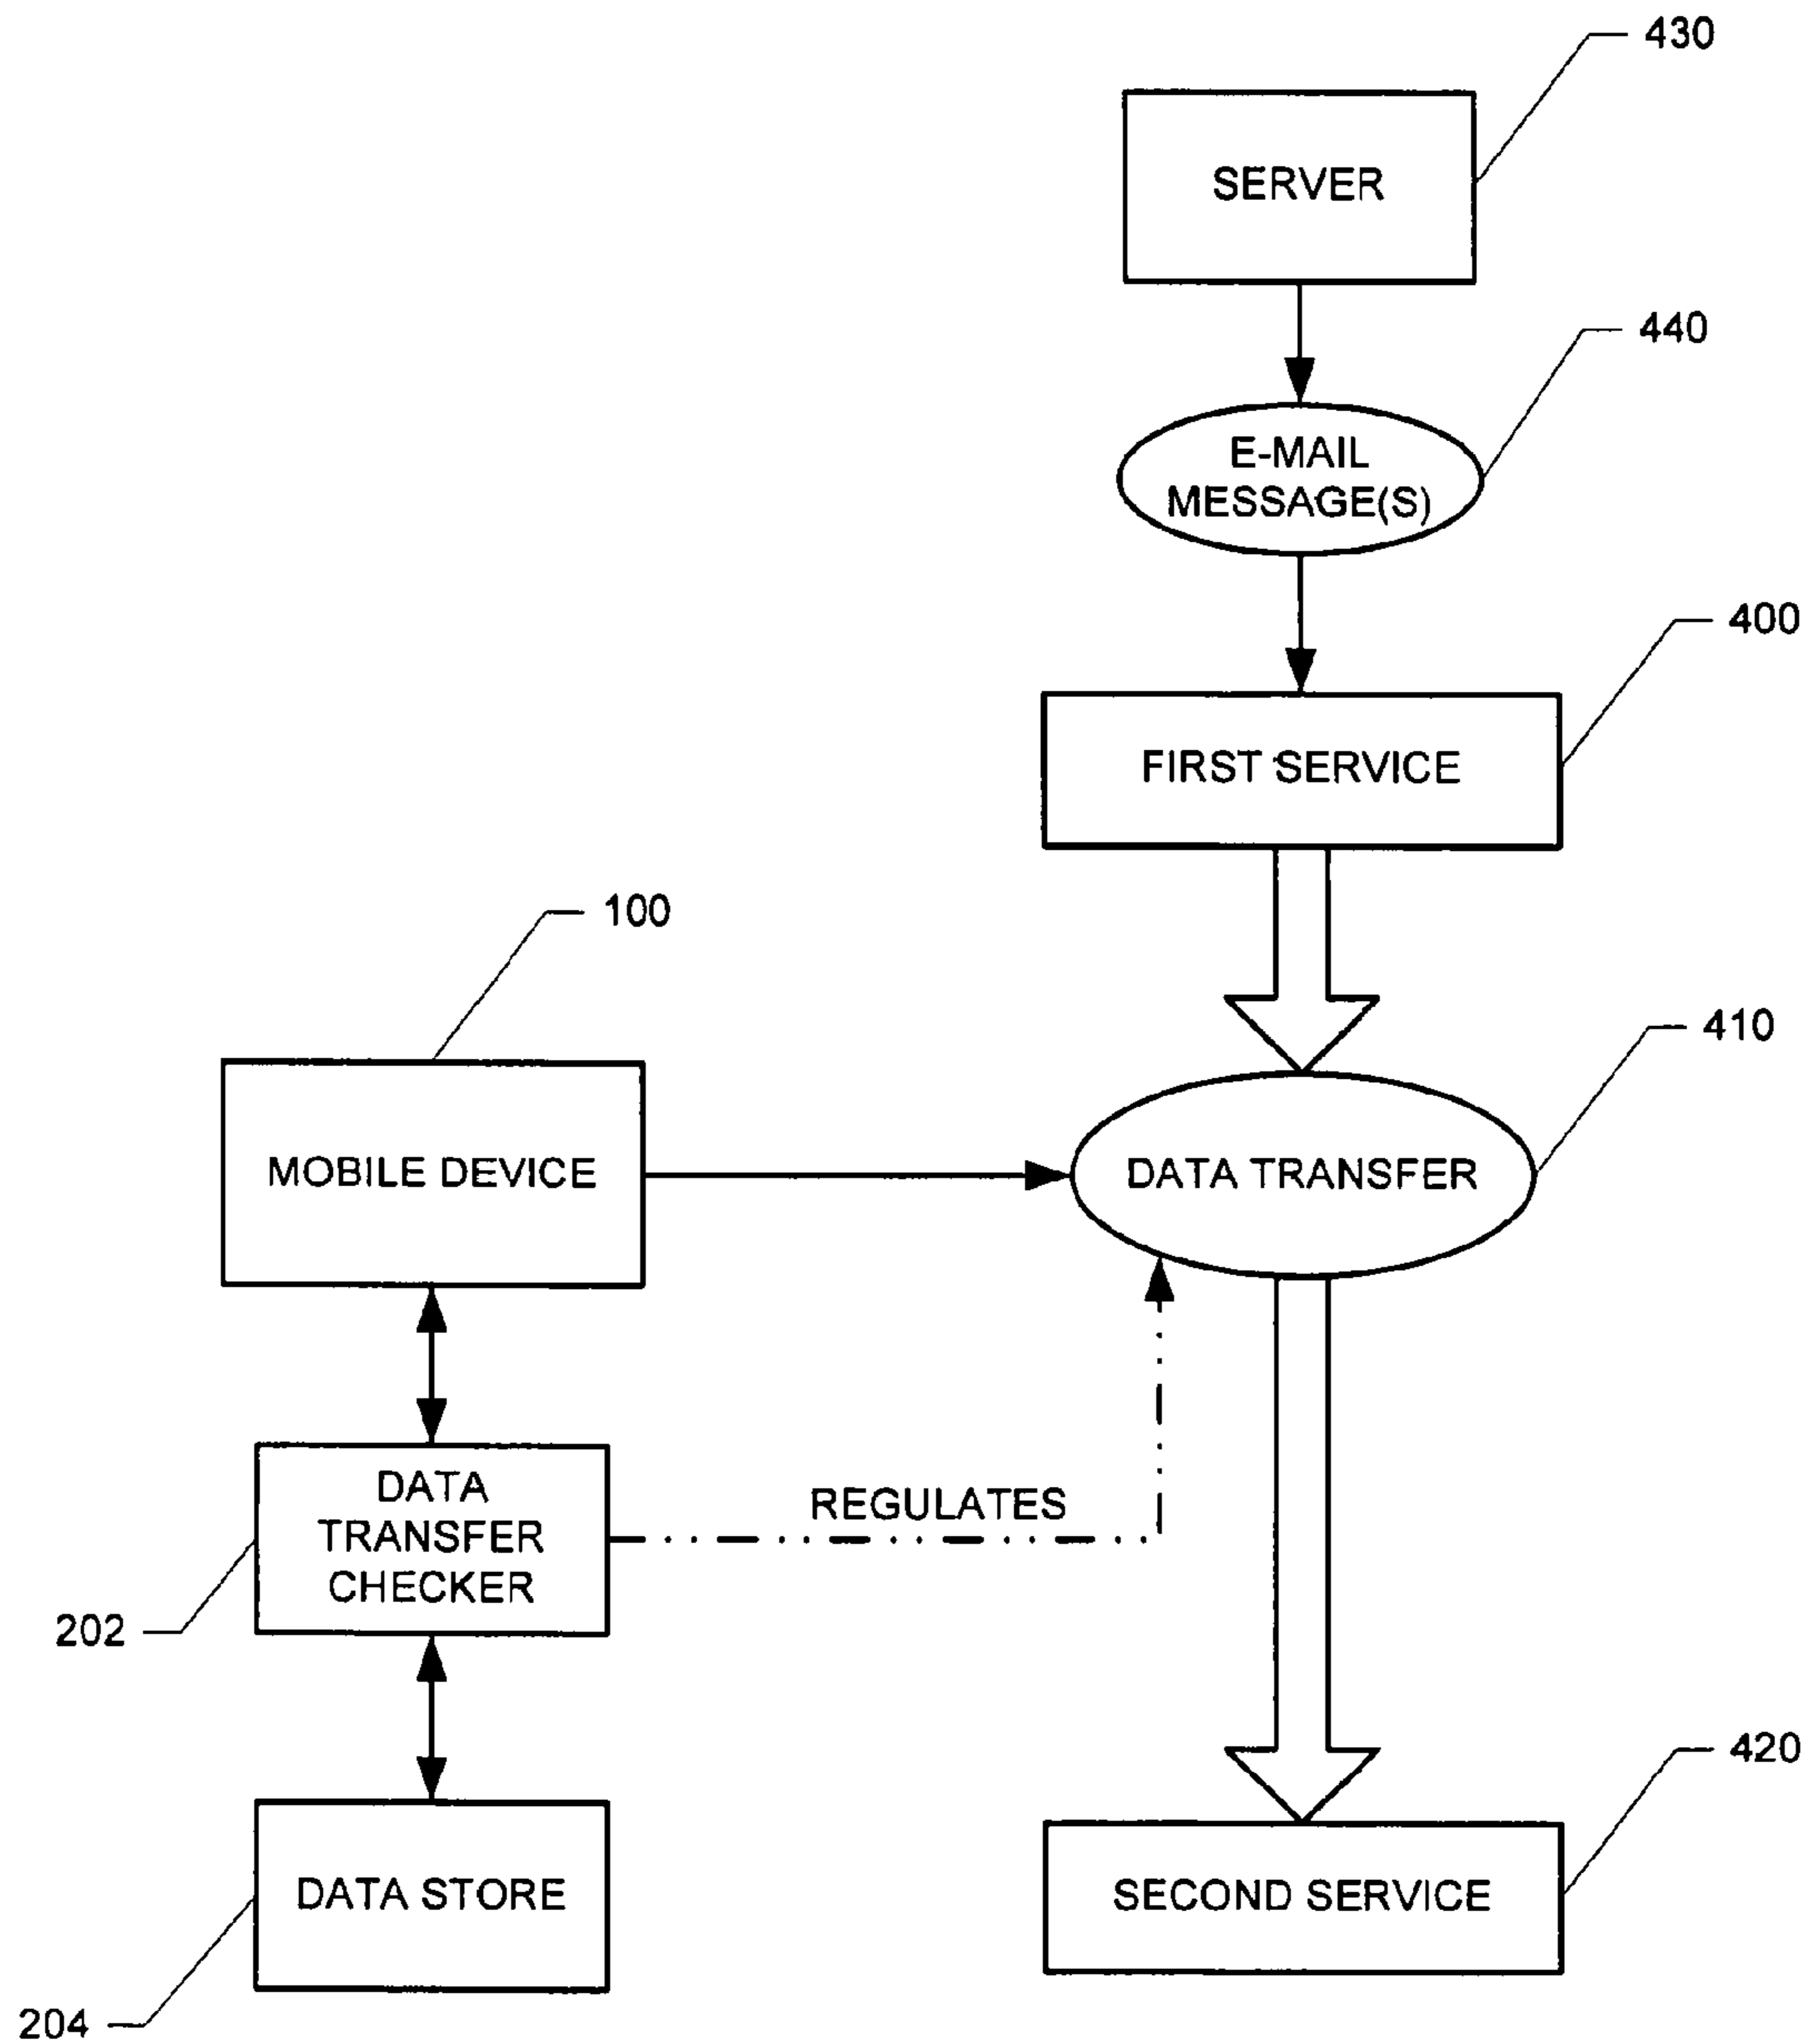 430
SERVER
440
E-MAIL
MESSAGE(S)
400
FIRST SERVICE
100
410
MOBILE DEVICE
DATA TRANSFER
DATA
TRANSFER
CHECKER
REGULATES
202
420
DATA STORE
SECOND SERVICE
204